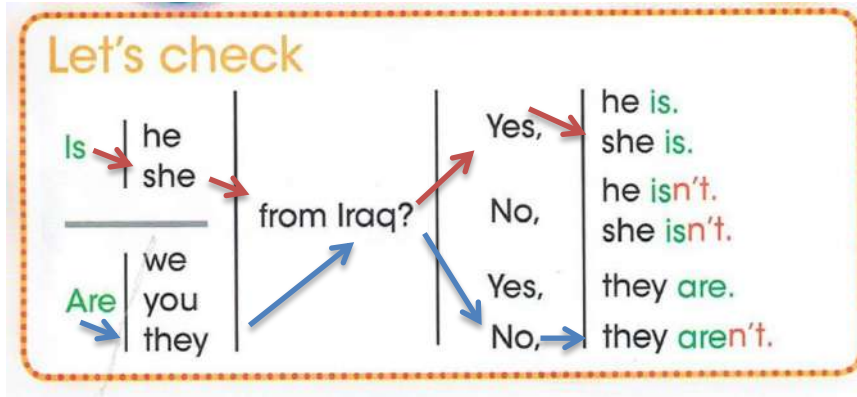 Let's check
Is
he
she
Are
we
you
they
from Iraq?
Yes,
he is.
she is.
No,
he isn't.
she isn't.
Yes, they are.
No, they aren't.